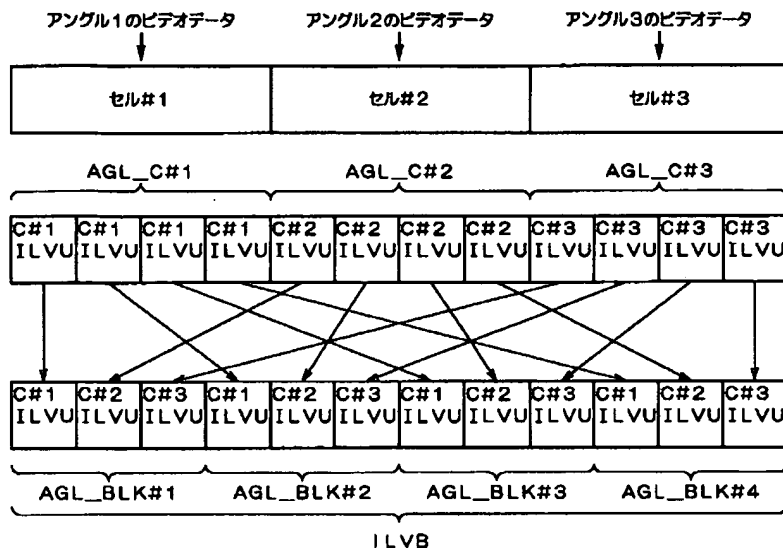 アングル1のビデオデータ アングル2のビデオデータ アングル3のビデオデータ
セル#1 セル#2 セル#3
AGL_C#1 AGL_C#2 AGL_C#3
C#1 C#1 C#1 C#1 C#2 C#2 C#2 C#2 C#3 C#3 C#3 C#3
ILVU ILVU ILVU ILVU ILVU ILVU ILVU ILVU ILVU ILVU ILVU ILVU
C#1 C#2 C#3 C#1 C#2 C#3 C#1 C#2 C#3 C#1 C#2 C#3
ILVU ILVU ILVU ILVU ILVU ILVU ILVU ILVU ILVU ILVU ILVU ILVU
AGL_BLK#1 AGL_BLK#2 AGL_BLK#3 AGL_BLK#4
ILVB